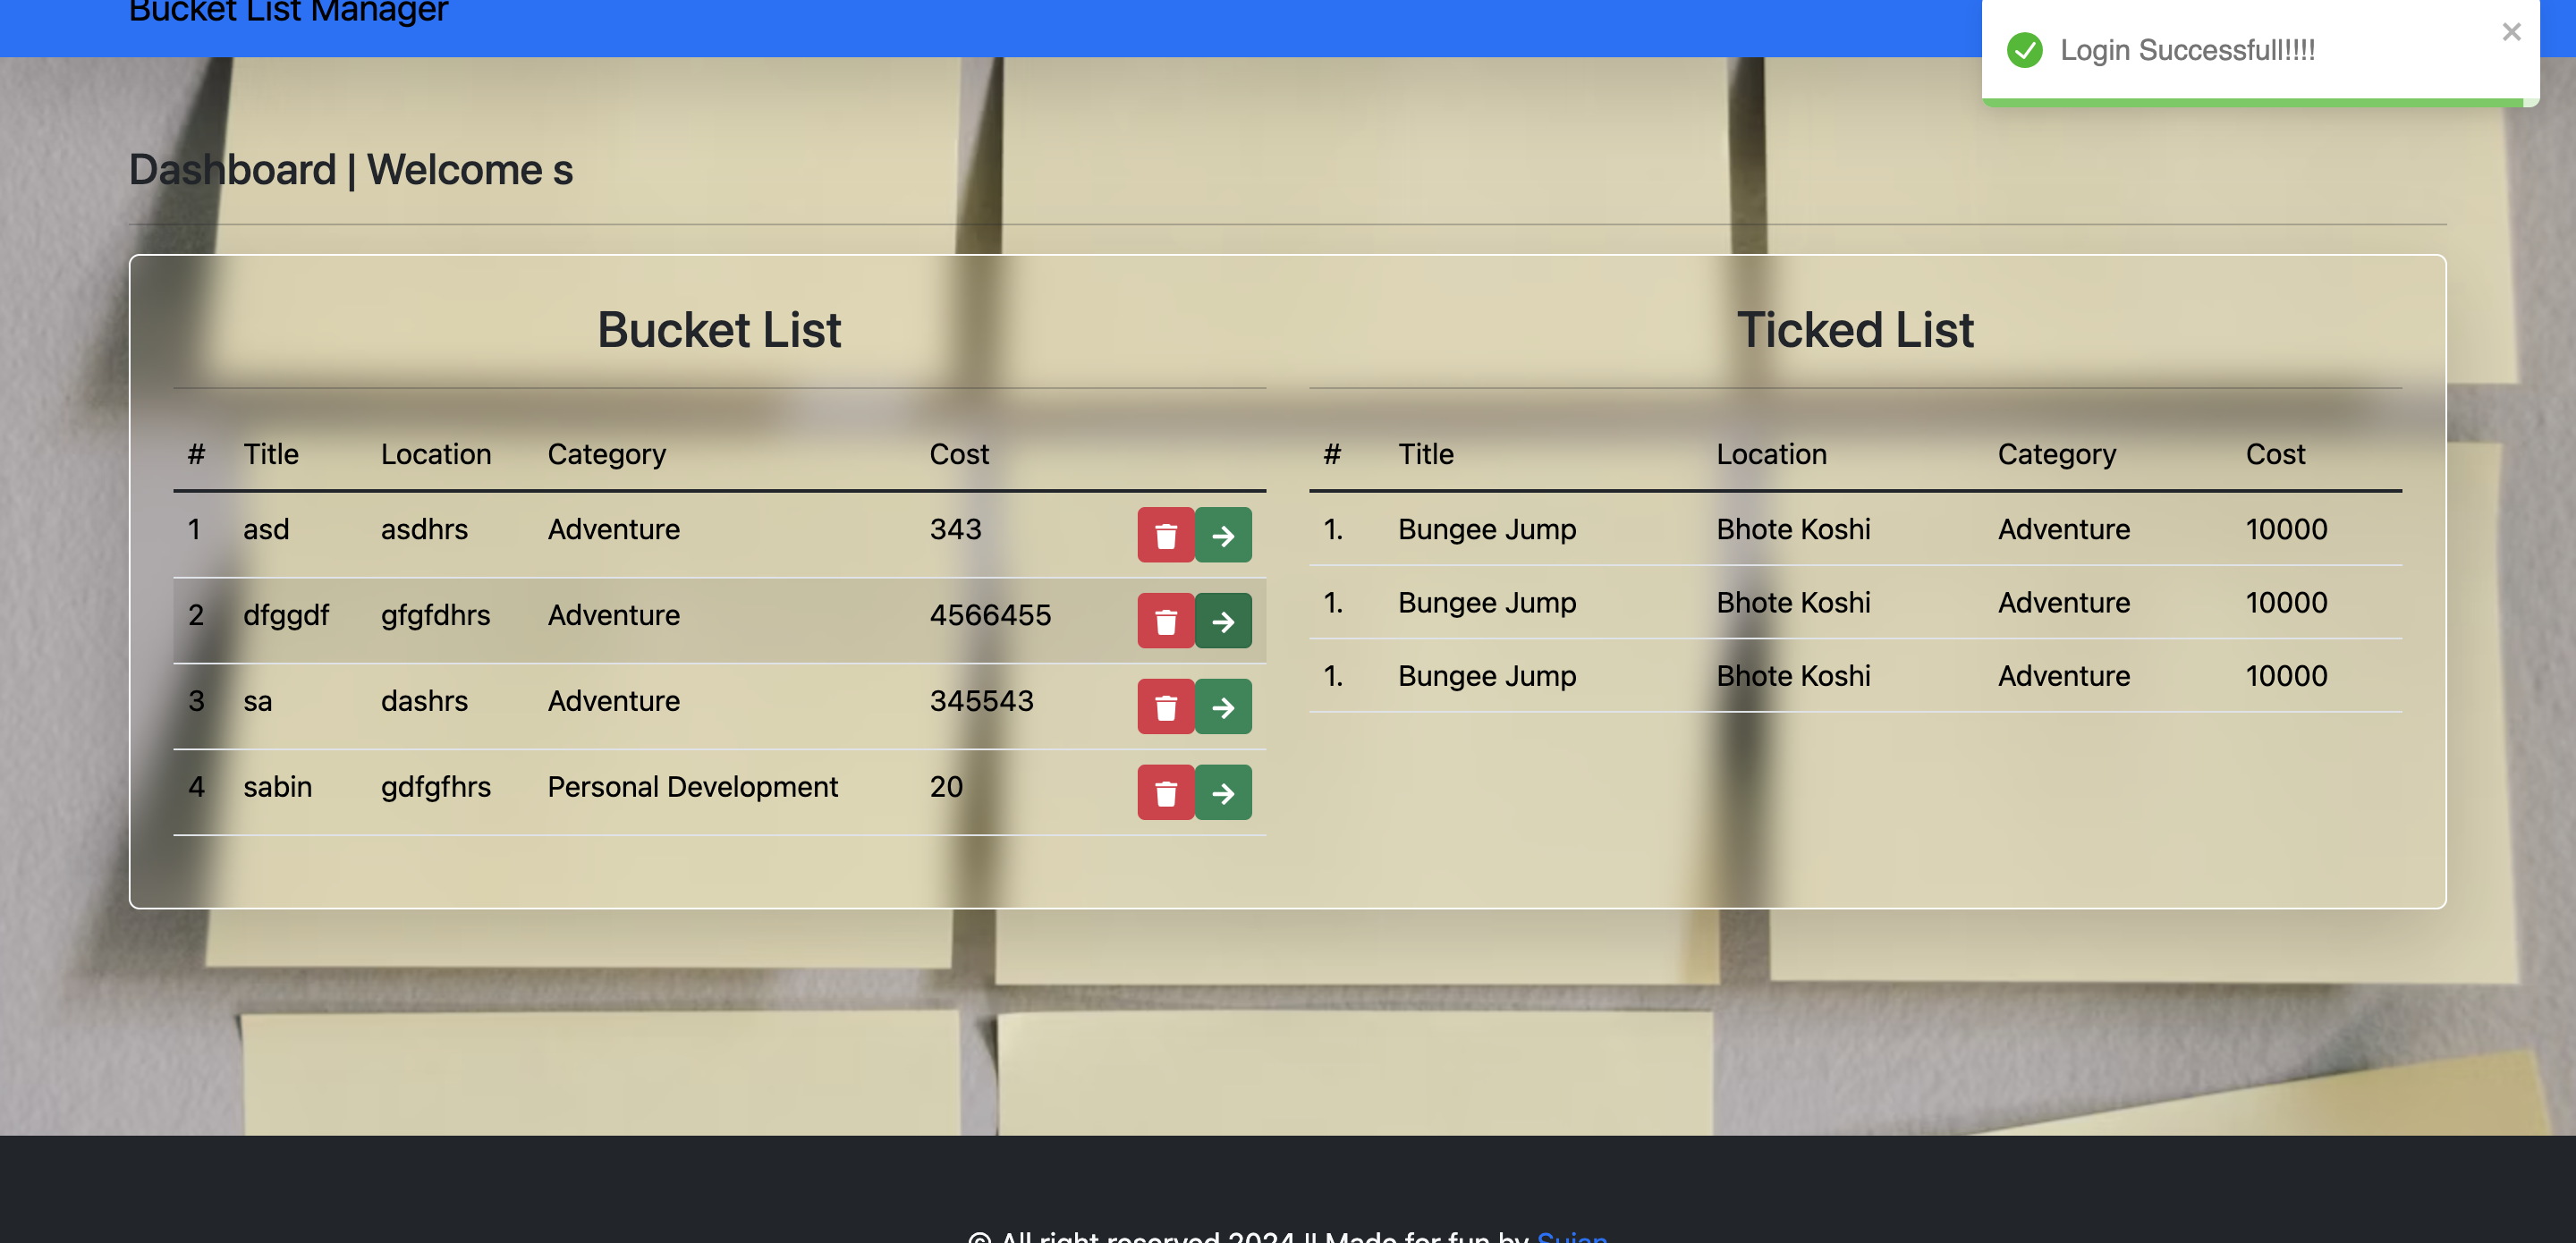 Bucket List Manager
Login Successfull!!!!
Dashboard | Welcome s
Bucket List
# Title Location Category Cost
1 asd asdhrs Adventure 343
2 dfggdf gfgfdhrs Adventure 4566455
3 sa dashrs Adventure 345543
4 sabin gdfgfhrs Personal Development 20
Ticked List
# Title Location Category Cost
1. Bungee Jump Bhote Koshi Adventure 10000
1. Bungee Jump Bhote Koshi Adventure 10000
1. Bungee Jump Bhote Koshi Adventure 10000
© All right reserved 2024 || Made for fun by Sujan